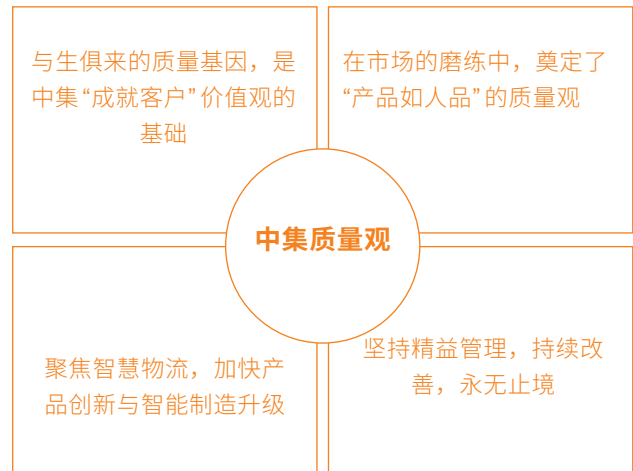 与生俱来的质量基因，是
中集“成就客户”价值观的
基础
在市场的磨练中，奠定了
“产品如人品”的质量观
中集质量观
聚焦智慧物流，加快产
品创新与智能制造升级
坚持精益管理，持续改
善，永无止境